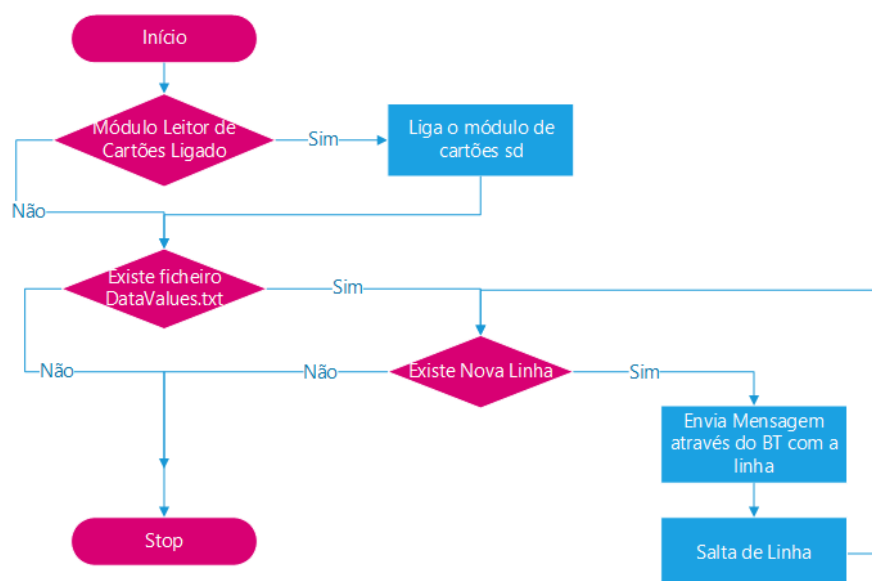 Início
Módulo Leitor de
Cartões Ligado
Sim
Liga o módulo de
cartões sd
Não
Existe ficheiro
DataValues.txt
Sim
Não
Não
Existe Nova Linha
Sim
Envia Mensagem
através do BT com a
linha
Stop
Salta de Linha